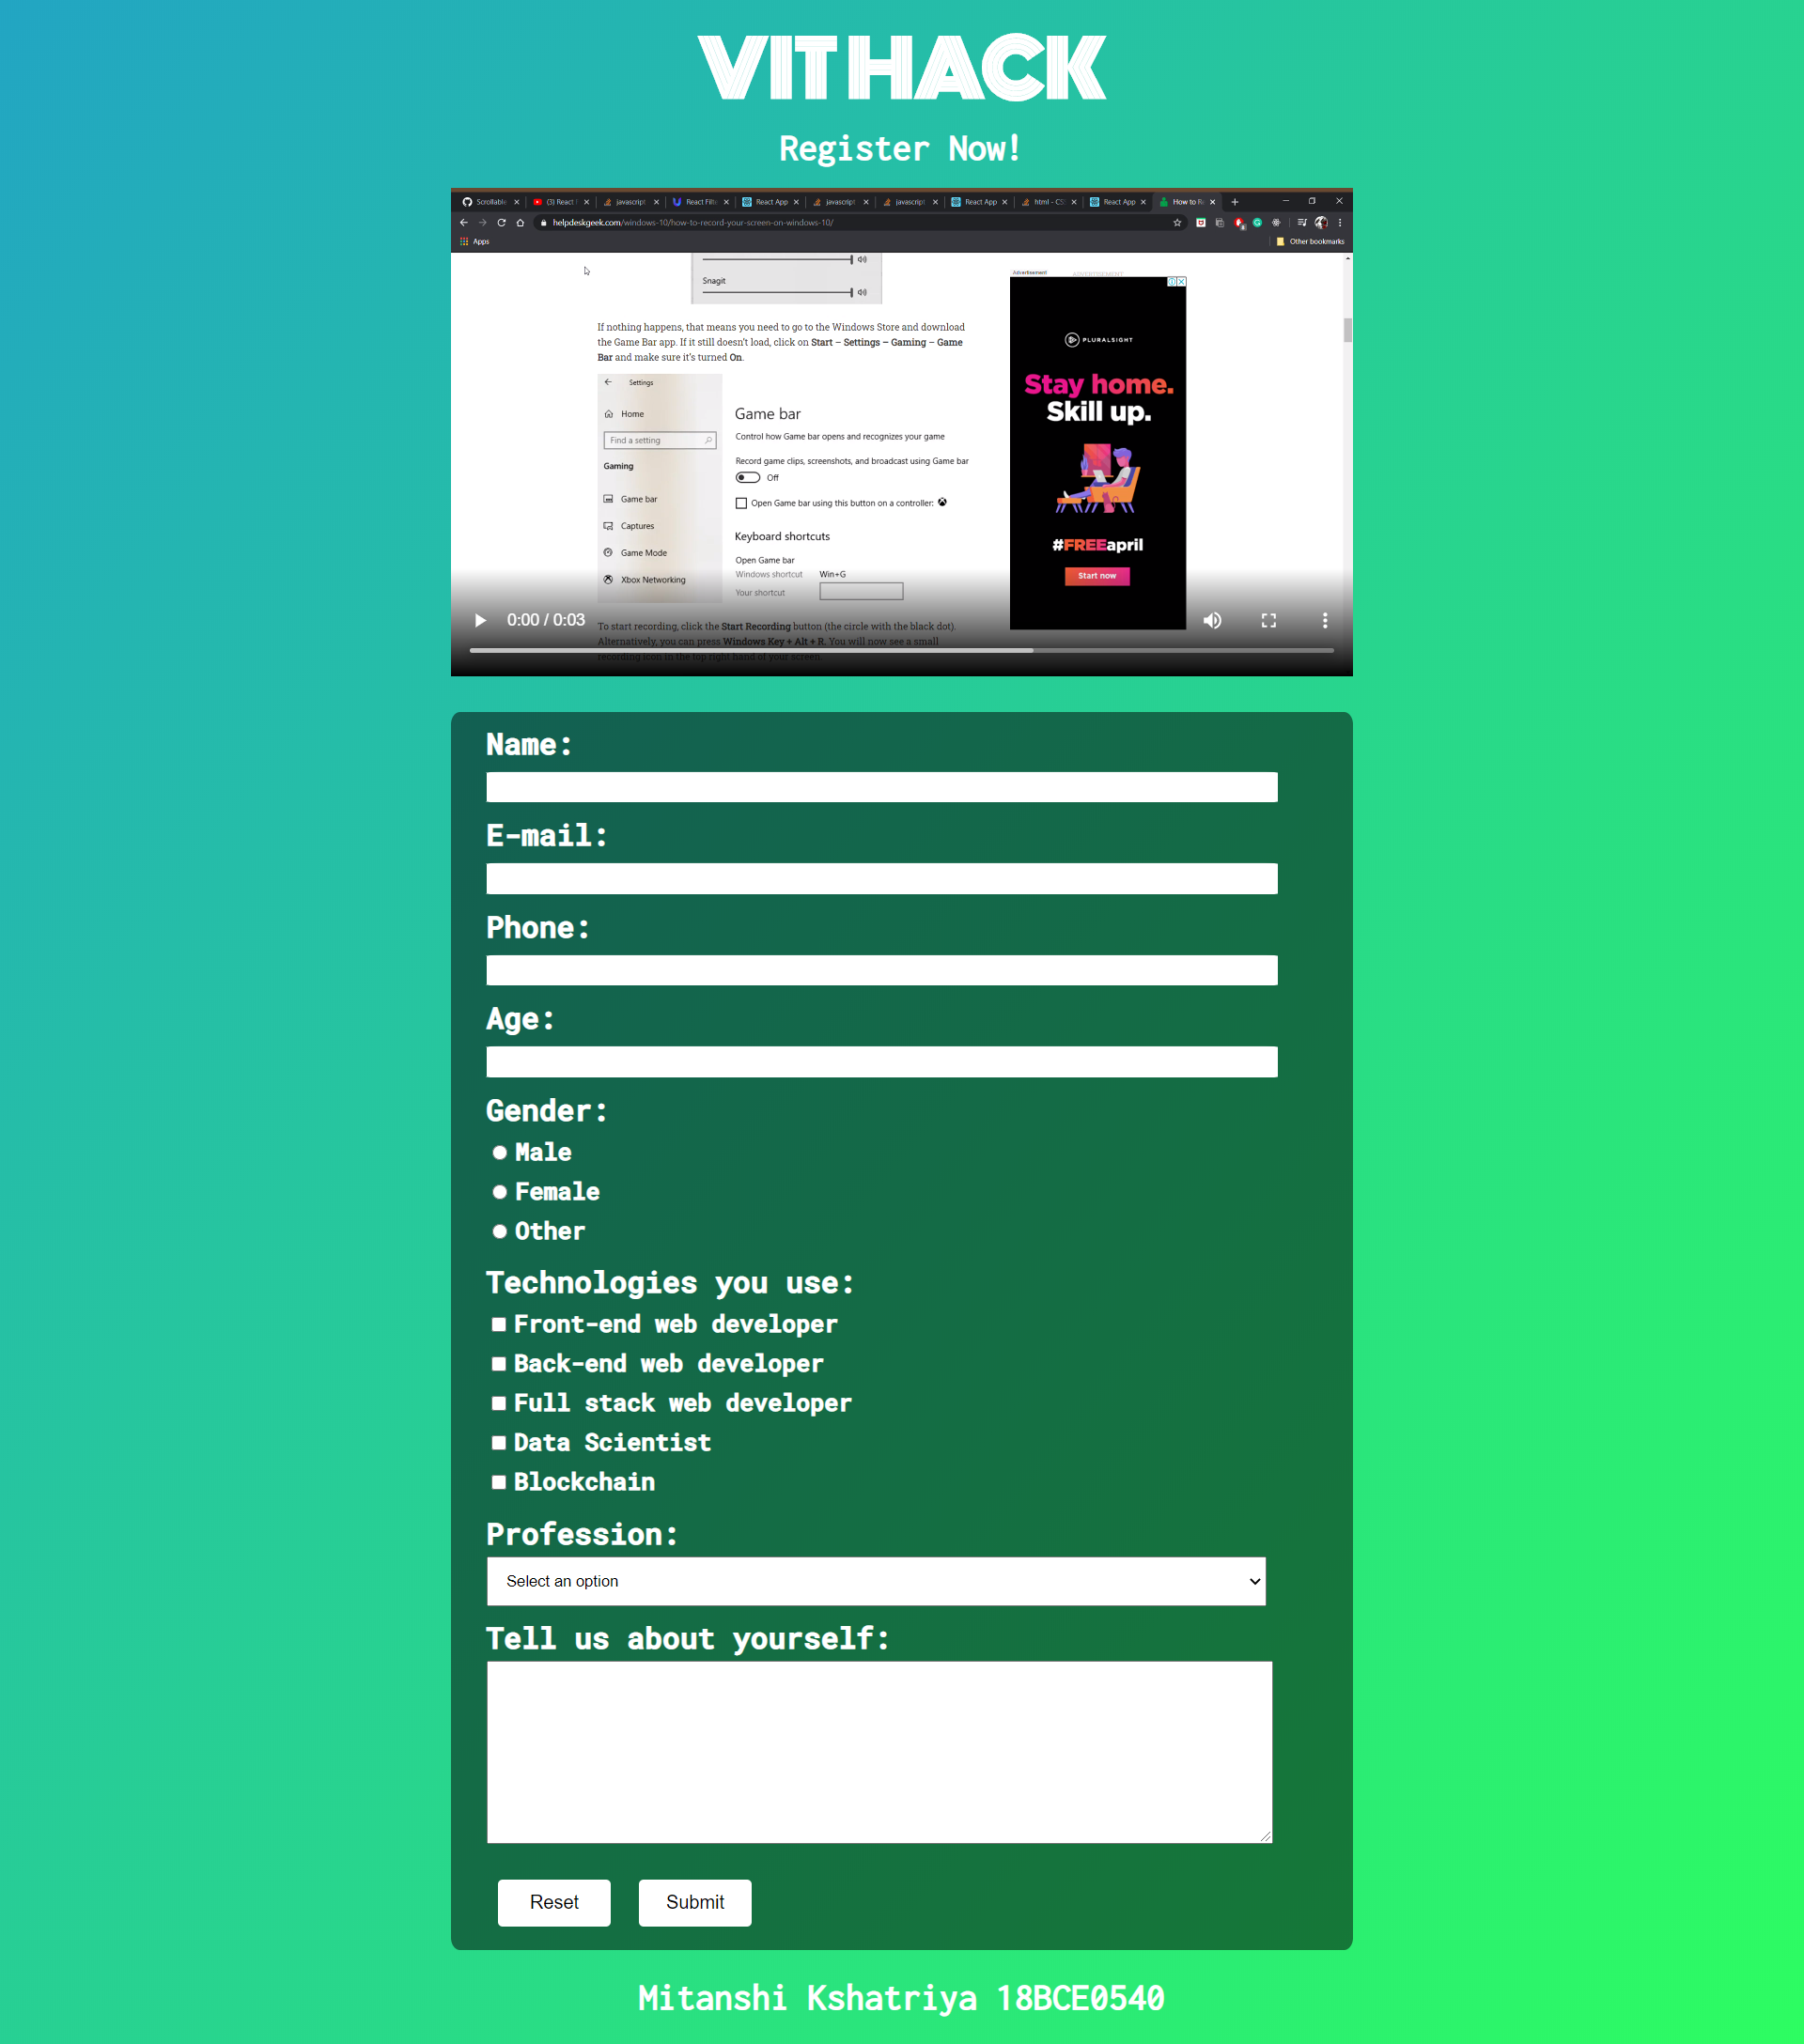 VIT HACK
Register Now!
Scrollable
(3) React
javascript
React Filte
React App
javascript
javascript
React App
html - CS
React App
How to R
helpdeskgeek.com/windows-10/how-to-record-your-screen-on-windows-10/
Apps
Other bookmarks
Snagit
Advertisement
ADVERTISEMENT
If nothing happens, that means you need to go to the Windows Store and download
the Game Bar app. If it still doesn't load, click on Start – Settings – Gaming – Game
Bar and make sure it's turned On.
Settings
Home
Find a setting
Gaming
Game bar
Captures
Game Mode
Xbox Networking
Game bar
Control how Game bar opens and recognizes your game
Record game clips, screenshots, and broadcast using Game bar
Off
Open Game bar using this button on a controller:
Keyboard shortcuts
Open Game bar
Windows shortcut Win+G
Your shortcut
PLURALSIGHT
Stay home.
Skill up.
#FREEapril
Start now
To start recording, click the Start Recording button (the circle with the black dot).
Alternatively, you can press Windows Key + Alt + R. You will now see a small
recording icon in the top right hand of your screen.
0:00 / 0:03
Name:
E-mail:
Phone:
Age:
Gender:
Male
Female
Other
Technologies you use:
Front-end web developer
Back-end web developer
Full stack web developer
Data Scientist
Blockchain
Profession:
Select an option
Tell us about yourself:
Reset
Submit
Mitanshi Kshatriya 18BCE0540